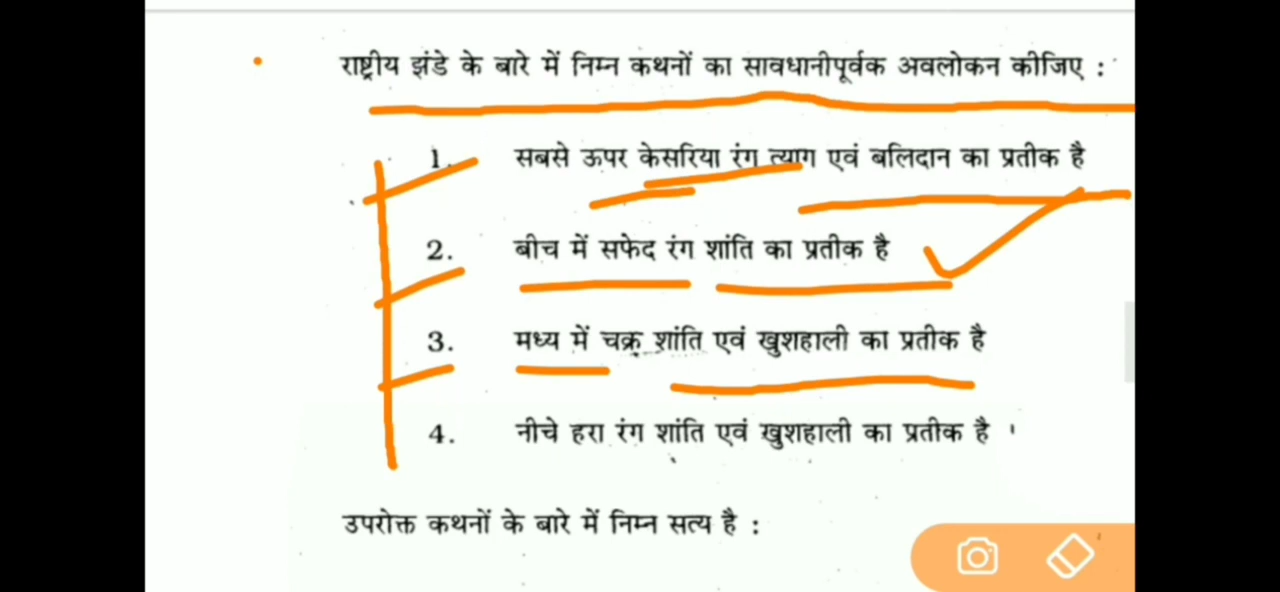 राष्ट्रीय झंडे के बारे में निम्न कथनों का सावधानीपूर्वक अवलोकन कीजिए :
1. सबसे ऊपर केसरिया रंग त्याग एवं बलिदान का प्रतीक है
2. बीच में सफेद रंग शांति का प्रतीक है
3. मध्य में चक्र शांति एवं खुशहाली का प्रतीक है
4. नीचे हरा रंग शांति एवं खुशहाली का प्रतीक है
उपरोक्त कथनों के बारे में निम्न सत्य है :